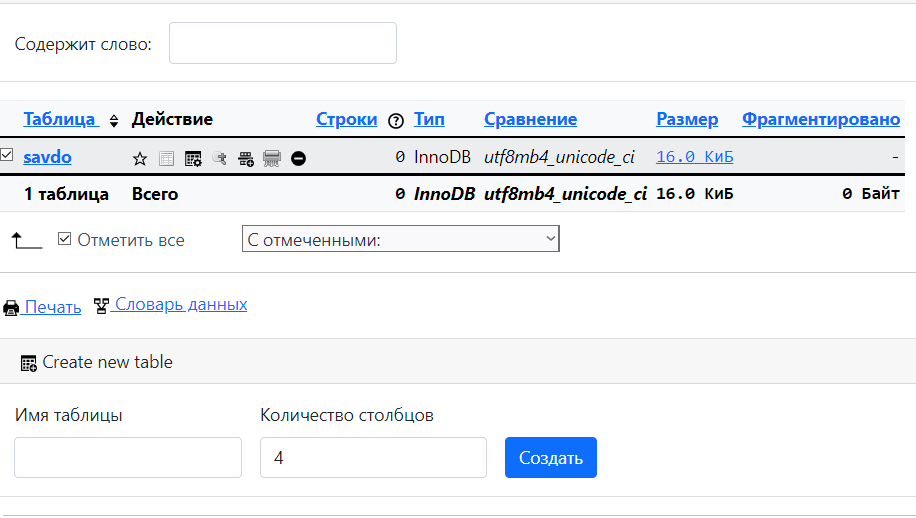 Содержит слово:
Таблица Действие Строки Тип Сравнение Размер Фрагментировано
savdo 0 InnoDB utf8mb4_unicode_ci 16.0 КиБ -
1 таблица Всего 0 InnoDB utf8mb4_unicode_ci 16.0 КиБ 0 Байт
Отметить все С отмеченными:
Печать Словарь данных
Create new table
Имя таблицы Количество столбцов
4 Создать